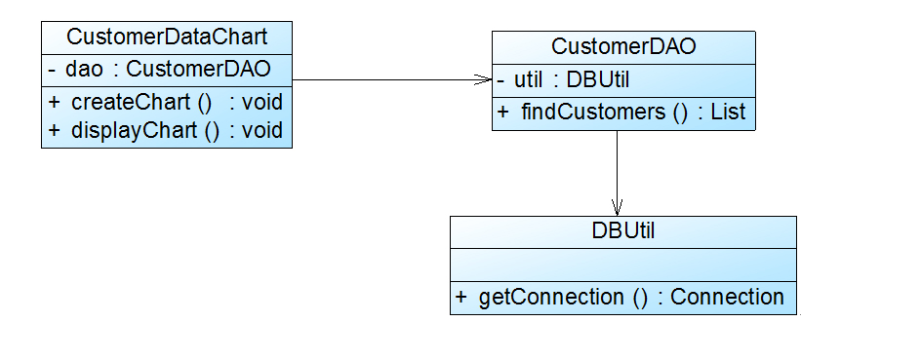 CustomerDataChart
- dao : CustomerDAO
+ createChart () : void
+ displayChart () : void
CustomerDAO
- util : DBUtil
+ findCustomers () : List
DBUtil
+ getConnection () : Connection